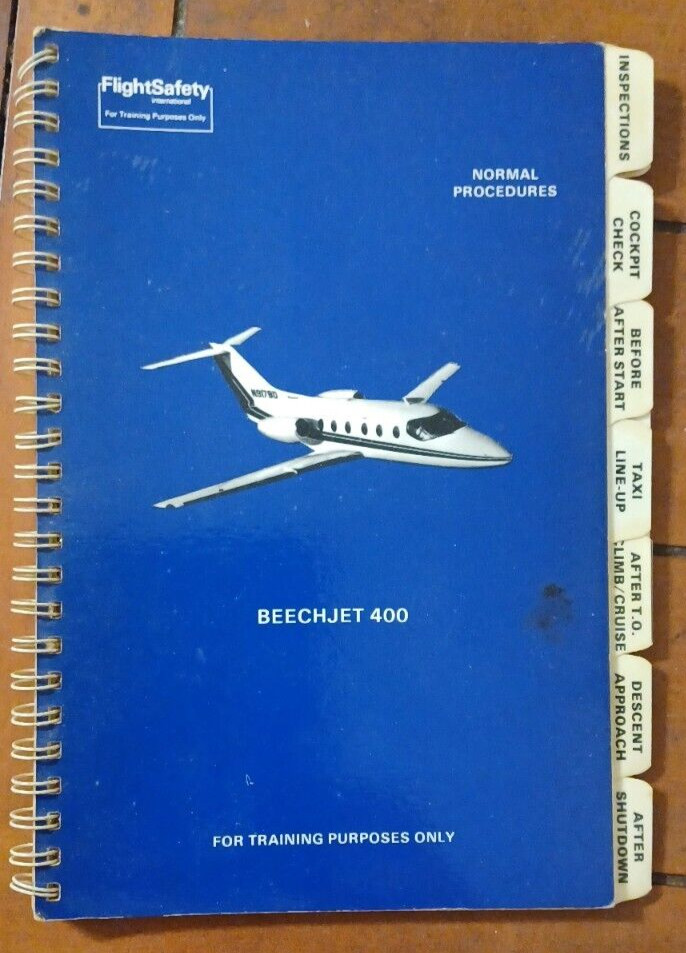 FlightSafety
international
For Training Purposes Only
NORMAL
PROCEDURES
BEECHJET 400
FOR TRAINING PURPOSES ONLY
INSPECTIONS
COCKPIT
CHECK
BEFORE
AFTER START
TAXI
LINE-UP
AFTER T.O.
CLIMB/CRUISE
DESCENT
APPROACH
AFTER
SHUTDOWN